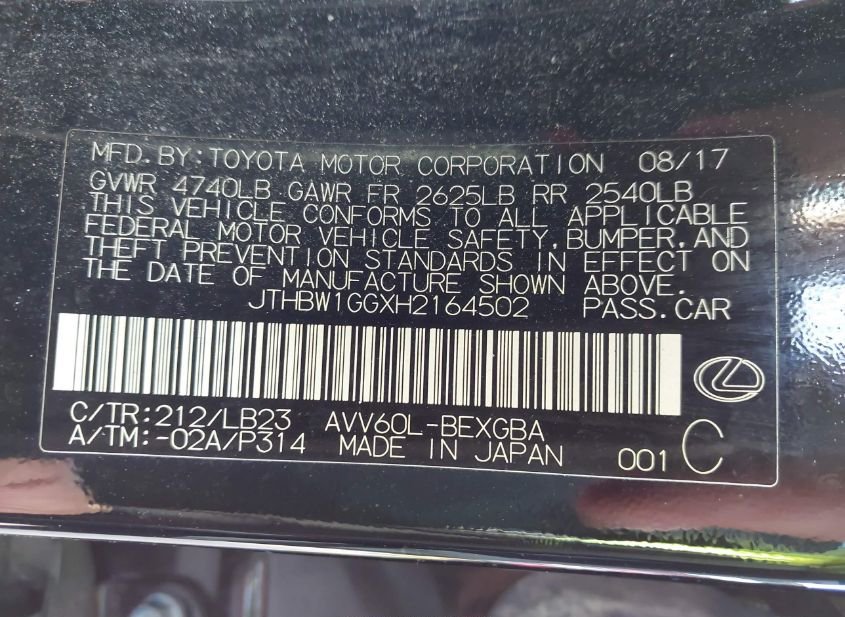 MFD. BY: TOYOTA MOTOR CORPORATION 08/17
GVWR 4740LB GAWR FR 2625LB RR 2540LB
THIS VEHICLE CONFORMS TO ALL APPLICABLE
FEDERAL MOTOR VEHICLE SAFETY, BUMPER, AND
THEFT PREVENTION STANDARDS IN EFFECT ON
THE DATE OF MANUFACTURE SHOWN ABOVE.
JTHBW1GGXH2164502 PASS. CAR
C/TR: 212/LB23 AVV60L-BEXGBA
A/TM: -02A/P314 MADE IN JAPAN 001 C